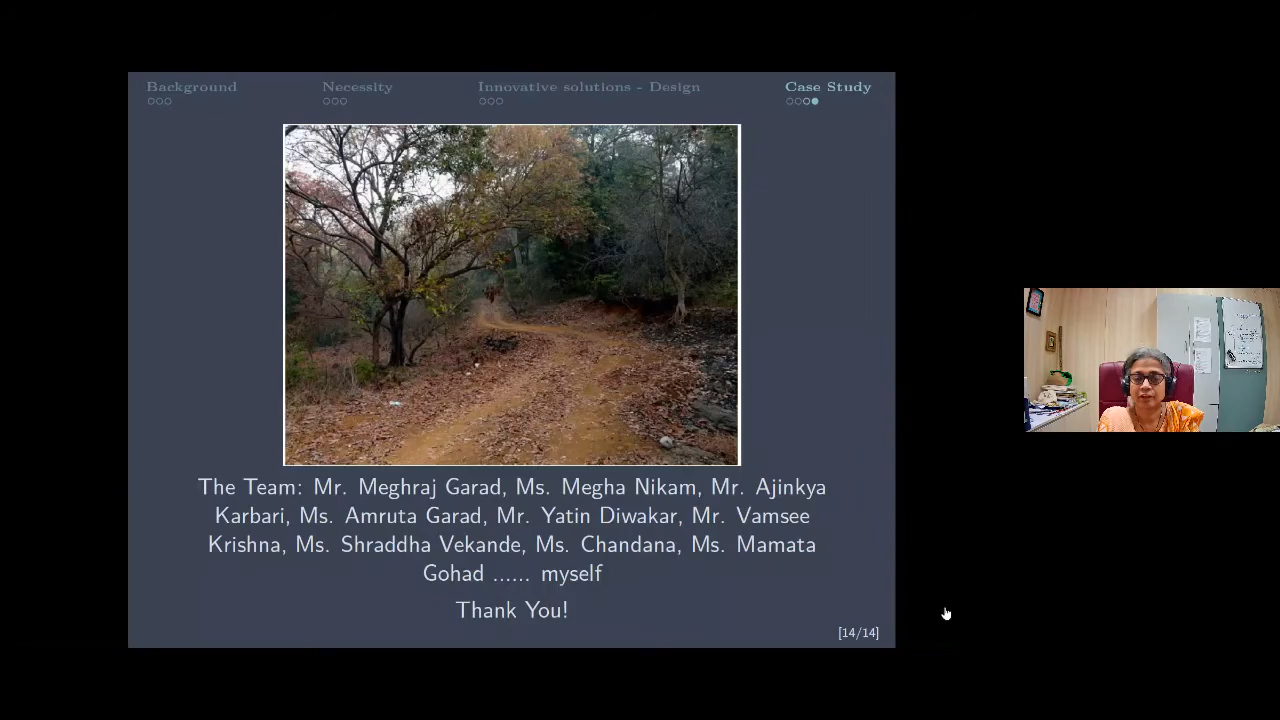 Background Necessity Innovative solutions - Design Case Study
The Team: Mr. Meghraj Garad, Ms. Megha Nikam, Mr. Ajinkya
Karbari, Ms. Amruta Garad, Mr. Yatin Diwakar, Mr. Vamsee
Krishna, Ms. Shraddha Vekande, Ms. Chandana, Ms. Mamata
Gohad ...... myself
Thank You!
[14/14]